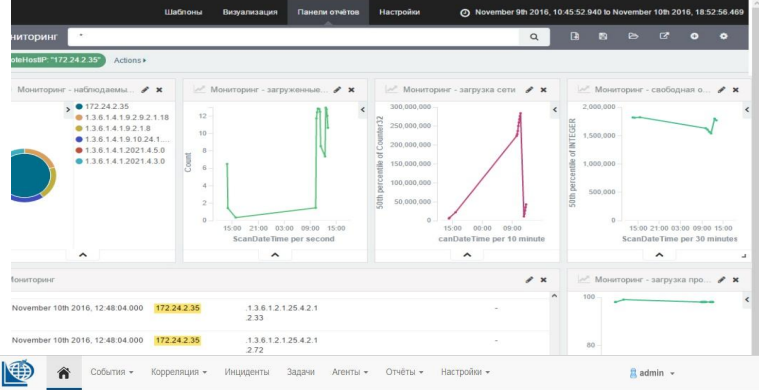 Шаблоны Визуализация Панели отчётов Настройки November 9th 2016, 10:45:52.940 to November 10th 2016, 18:52:56.469
ниторинг *
oteHostIP: "172.24.2.35" Actions
Мониторинг - наблюдаемы...
172.24.2.35
1.3.6.1.4.1.9.2.9.2.1.18
1.3.6.1.4.1.9.2.1.8
1.3.6.1.4.1.9.10.24.1....
1.3.6.1.4.1.2021.4.5.0
1.3.6.1.4.1.2021.4.3.0
Мониторинг - загруженные...
Count
12
10
8
6
4
2
0
15:00 21:00 03:00 09:00 15:00
ScanDateTime per second
Мониторинг - загрузка сети
50th percentile of Counter32
300,000,000
250,000,000
200,000,000
150,000,000
100,000,000
50,000,000
0
15:00 00:00 09:00
canDateTime per 10 minute
Мониторинг - свободная о...
50th percentile of INTEGER
2,000,000
1,500,000
1,000,000
500,000
0
15:00 21:00 03:00 09:00 15:00
ScanDateTime per 30 minutes
Мониторинг
November 10th 2016, 12:48:04.000 172.24.2.35 .1.3.6.1.2.1.25.4.2.1
.2.33 -
November 10th 2016, 12:48:04.000 172.24.2.35 .1.3.6.1.2.1.25.4.2.1
.2.72 -
Мониторинг - загрузка про...
100
80
События Корреляция Инциденты Задачи Агенты Отчёты Настройки admin